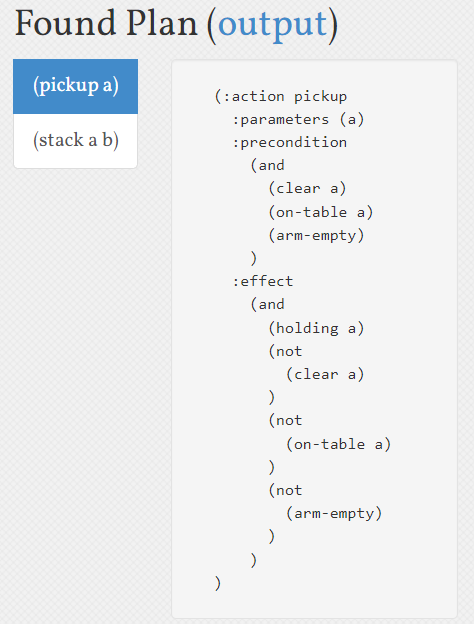 Found Plan (output)
(pickup a)
(stack a b)
(:action pickup
  :parameters (a)
  :precondition
    (and
      (clear a)
      (on-table a)
      (arm-empty)
    )
  :effect
    (and
      (holding a)
      (not
        (clear a)
      )
      (not
        (on-table a)
      )
      (not
        (arm-empty)
      )
    )
)